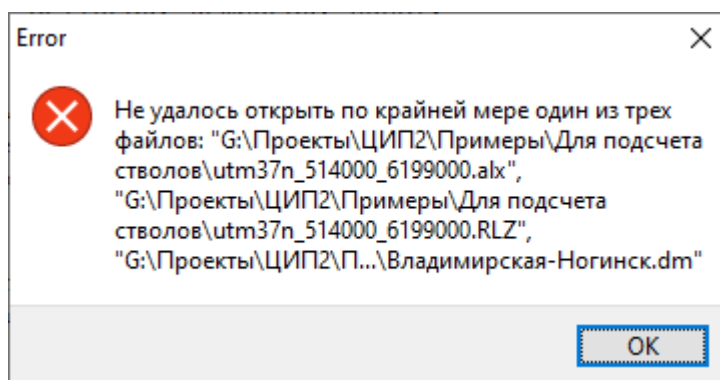 Error
Не удалось открыть по крайней мере один из трех
файлов: "G:\Проекты\ЦИП2\Примеры\Для подсчета
стволов\utm37n_514000_6199000.alx",
"G:\Проекты\ЦИП2\Примеры\Для подсчета
стволов\utm37n_514000_6199000.RLZ",
"G:\Проекты\ЦИП2\П...\Владимирская-Ногинск.dm"
OK